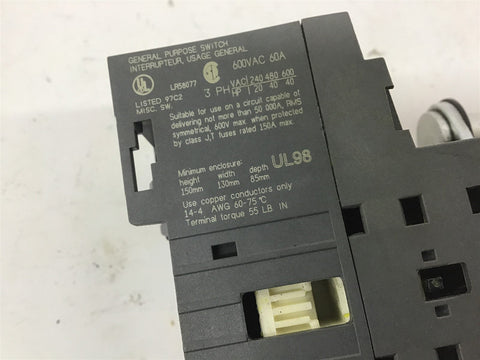 GENERAL PURPOSE SWITCH
INTERRUPTEUR, USAGE GENERAL
UL LR58077 600VAC 60A
LISTED 97C2 3 PH VAC 240 480 600
MISC. SW. HP 20 40 40
Suitable for use on a circuit capable of
delivering not more than 50 000A, RMS
symmetrical, 600V max. when protected
by class J,T fuses rated 150A max.
Minimum enclosure: UL98
height width depth
150mm 130mm 85mm
Use copper conductors only
14-4 AWG 60-75 °C
Terminal torque 55 LB IN